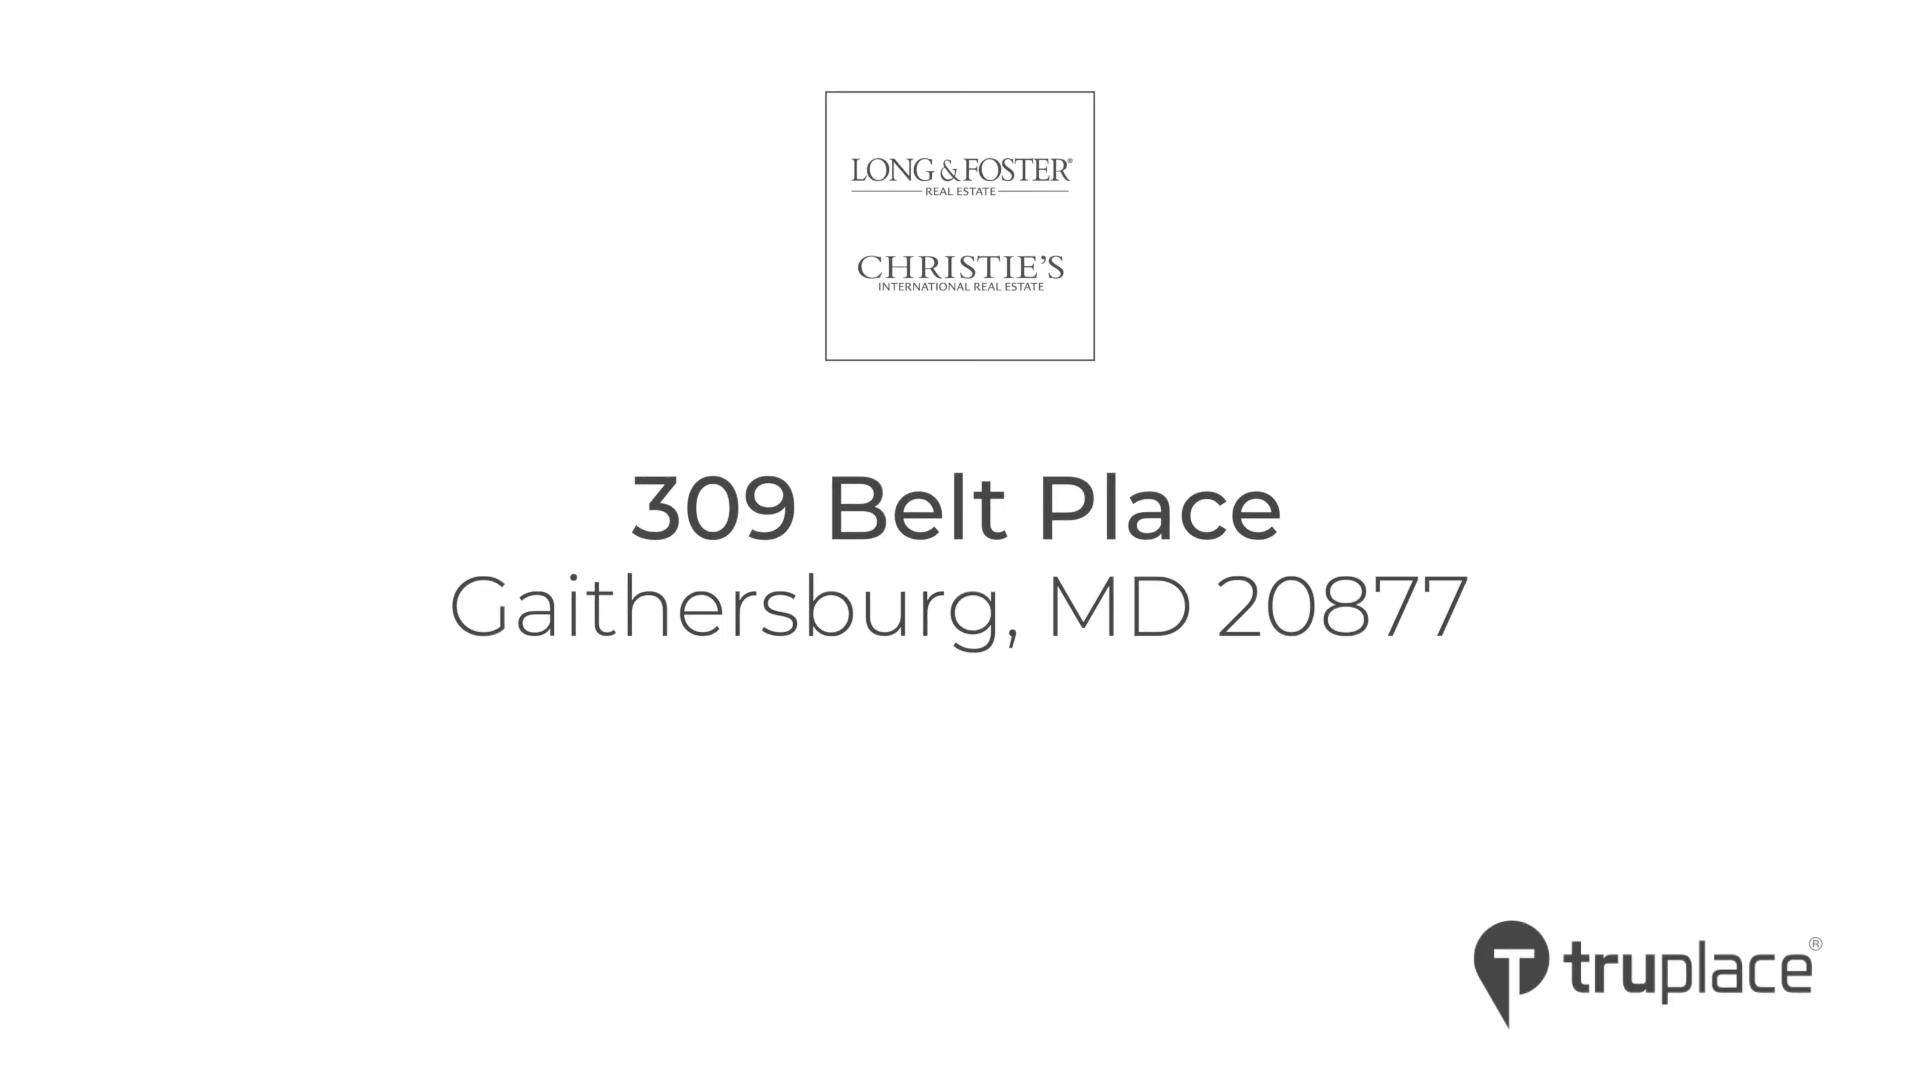 LONG & FOSTER®
REAL ESTATE
CHRISTIE'S
INTERNATIONAL REAL ESTATE
309 Belt Place
Gaithersburg, MD 20877
truplace®